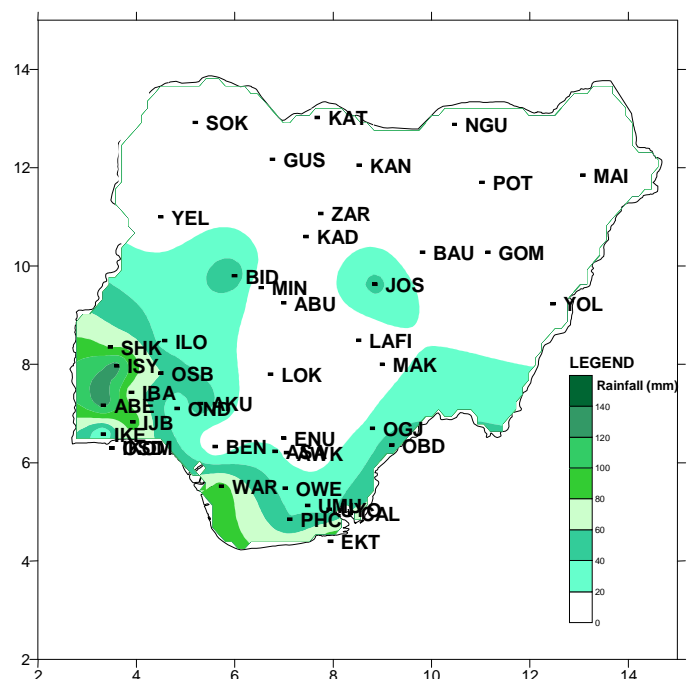 14
SOK
KAT
NGU
12
GUS
KAN
POT
MAI
YEL
ZAR
KAD
10
BID
MIN
ABU
BAU
GOM
JOS
YOL
8
SHK
ILO
LAFI
ISY
OSB
LOK
MAK
LEGEND
Rainfall (mm)
140
120
100
80
60
40
20
0
IBA
ABE
OND
AKU
IJB
IKE
BEN
ENU
AWK
OGJ
OBD
6
WAR
OWE
UMU
UYO
CAL
PHC
EKT
4
2
2 4 6 8 10 12 14